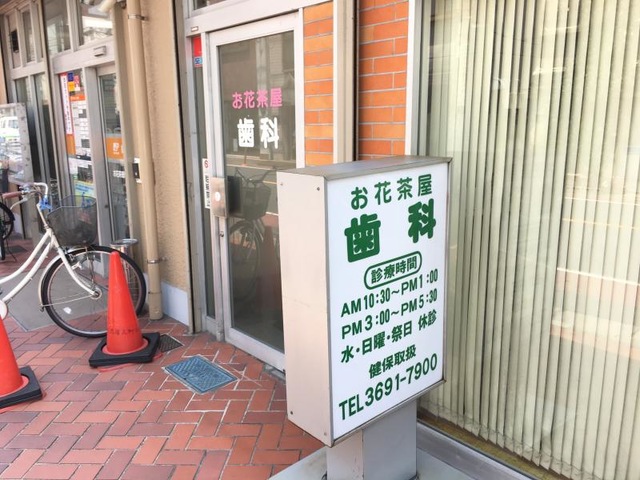 お花茶屋
歯科
お花茶屋
歯科
診療時間
AM10:30～PM1:00
PM3:00～PM5:30
水・日曜・祭日 休診
健保取扱
TEL3691-7900